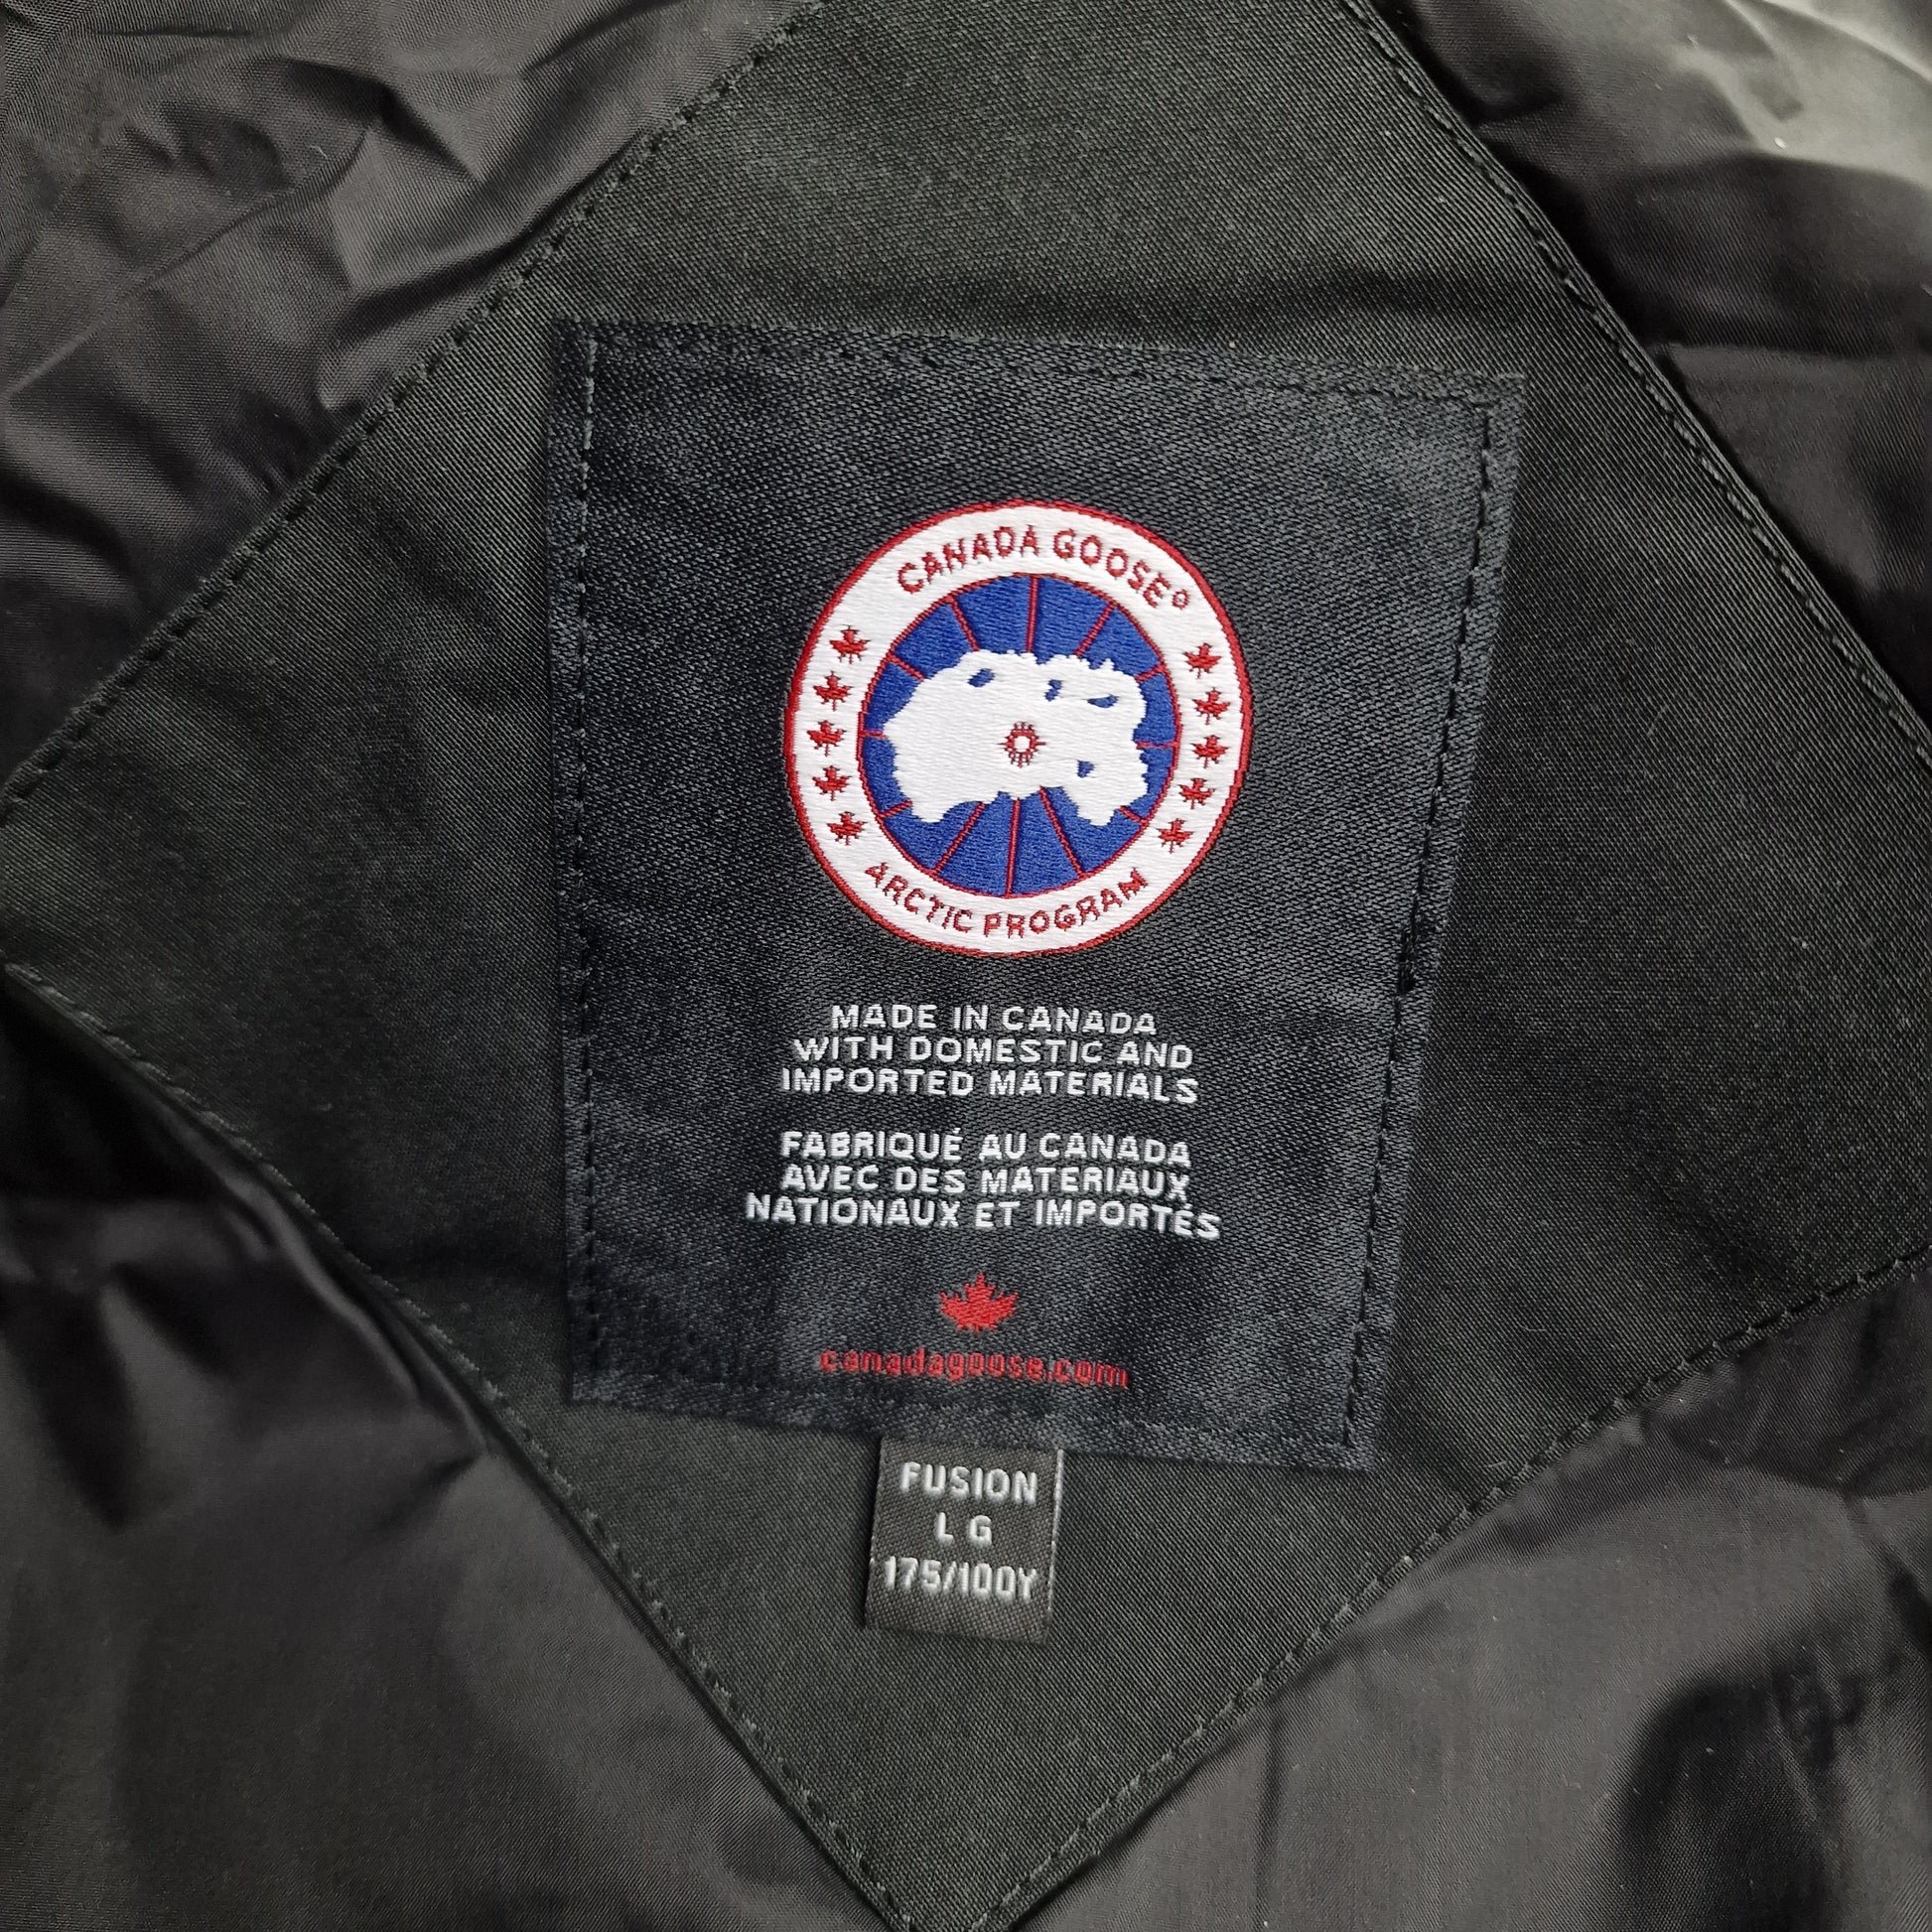 CANADA GOOSE®
ARCTIC PROGRAM
MADE IN CANADA
WITH DOMESTIC AND
IMPORTED MATERIALS
FABRIQUÉ AU CANADA
AVEC DES MATERIAUX
NATIONAUX ET IMPORTÉS
canadagoose.com
FUSION
LG
175/100Y